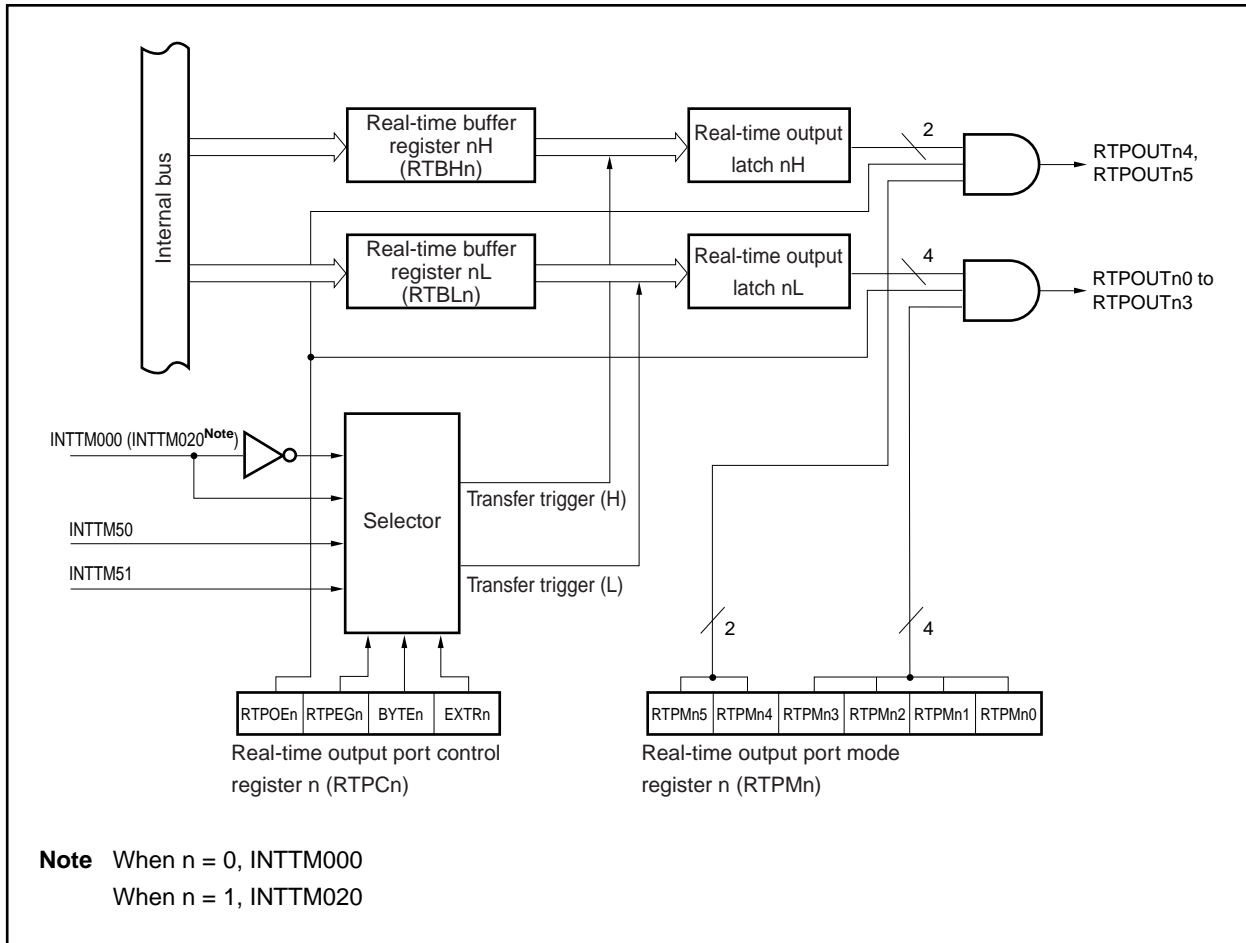 Internal bus
Real-time buffer
register nH
(RTBHn)
Real-time output
latch nH
2
RTPOUTn4,
RTPOUTn5
Real-time buffer
register nL
(RTBLn)
Real-time output
latch nL
4
RTPOUTn0 to
RTPOUTn3
INTTM000 (INTTM020Note)
INTTM50
INTTM51
Selector
Transfer trigger (H)
Transfer trigger (L)
2
4
RTPOEn RTPEGn BYTEn EXTRn
Real-time output port control
register n (RTPCn)
RTPMn5 RTPMn4 RTPMn3 RTPMn2 RTPMn1 RTPMn0
Real-time output port mode
register n (RTPMn)
Note When n = 0, INTTM000
When n = 1, INTTM020